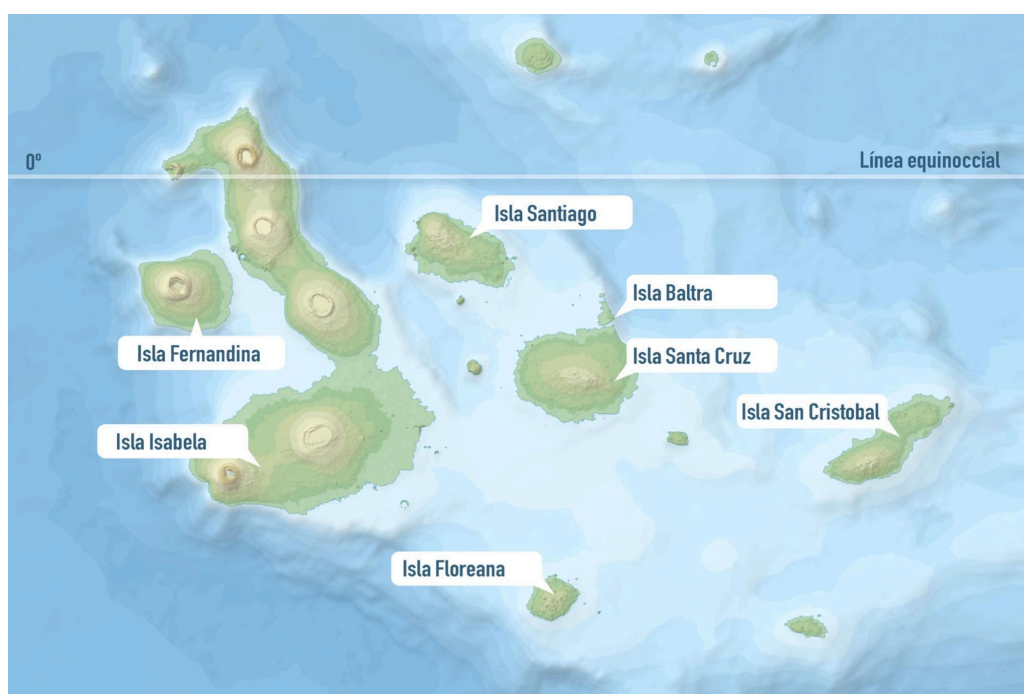 0º
Línea equinoccial
Isla Santiago
Isla Baltra
Isla Fernandina
Isla Santa Cruz
Isla San Cristobal
Isla Isabela
Isla Floreana